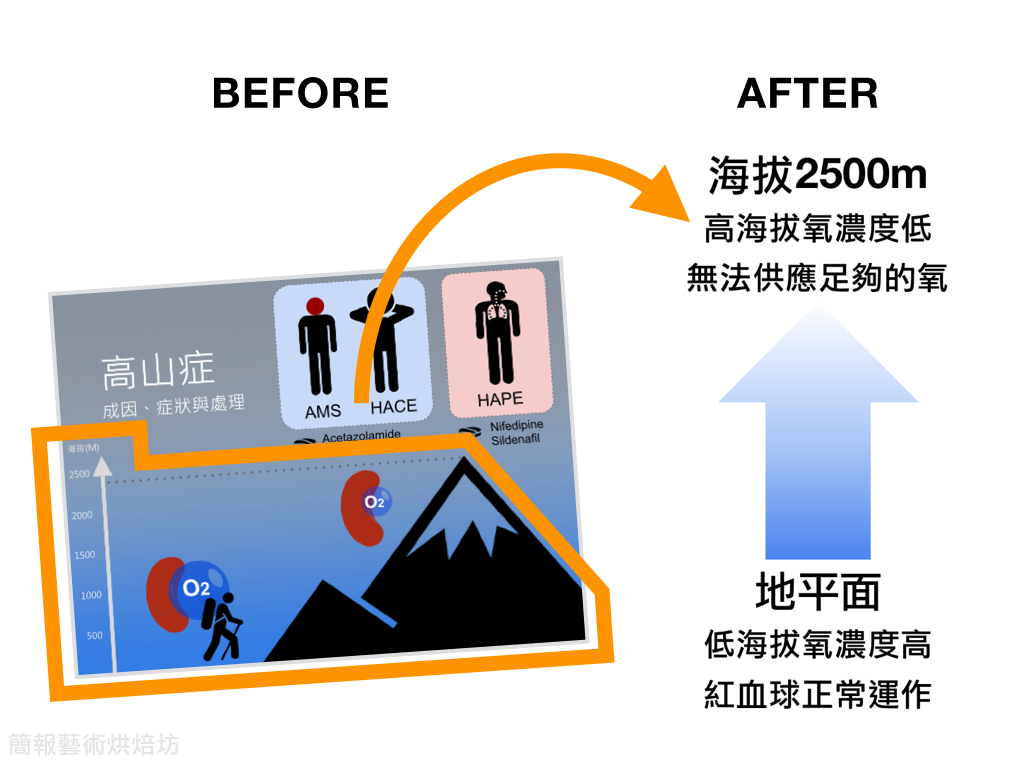 BEFORE
AFTER
海拔2500m
高海拔氧濃度低
無法供應足夠的氧
高山症
成因、症狀與處理
AMS
HACE
HAPE
Acetazolamide
Nifedipine
Sildenafil
海拔(M)
2500
2000
1500
1000
500
O2
O2
地平面
低海拔氧濃度高
紅血球正常運作
簡報藝術烘焙坊